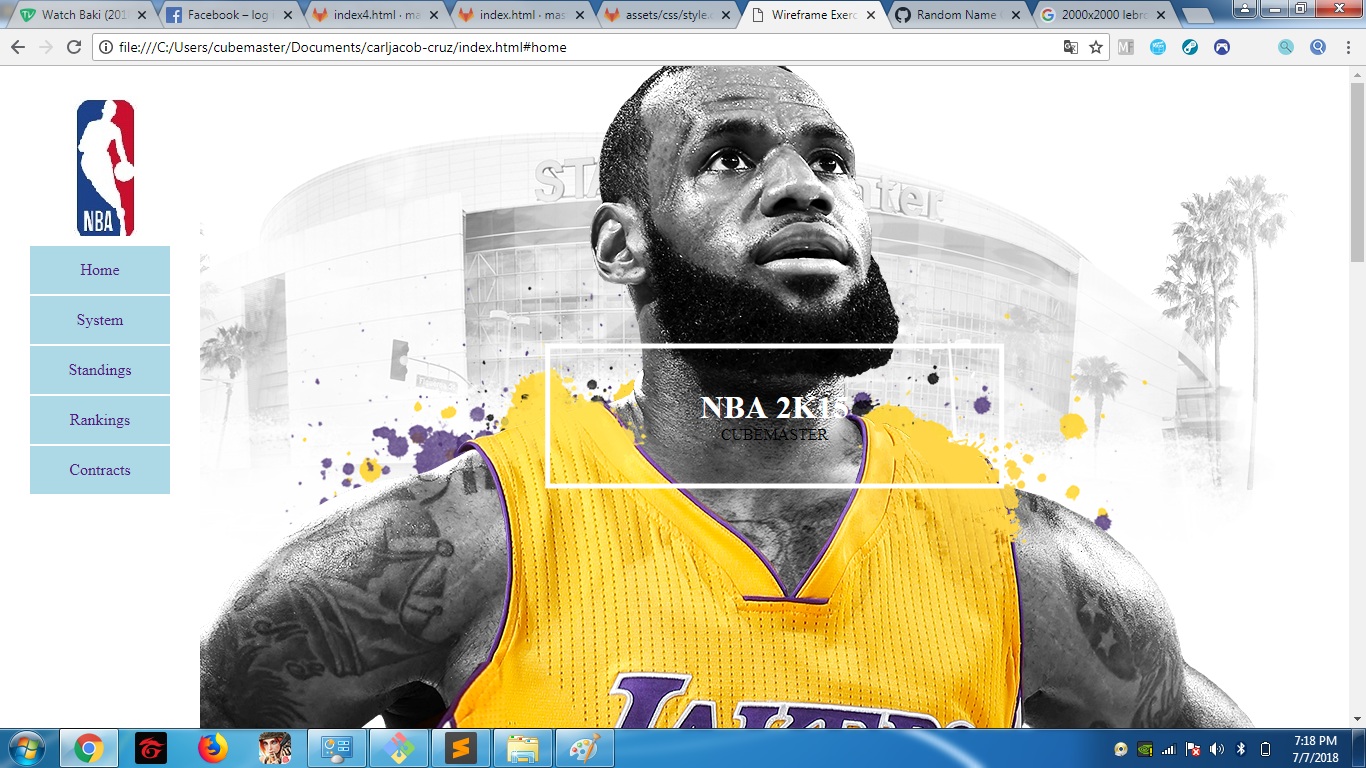 Watch Baki (201
Facebook – log
index4.html · ma
index.html · mas
assets/css/style.
Wireframe Exerc
Random Name
2000x2000 lebro
file:///C:/Users/cubemaster/Documents/carljacob-cruz/index.html#home
NBA
Home
System
Standings
Rankings
Contracts
STA
nter
NBA 2K18
CUBEMASTER
LAKERS
7:18 PM
7/7/2018